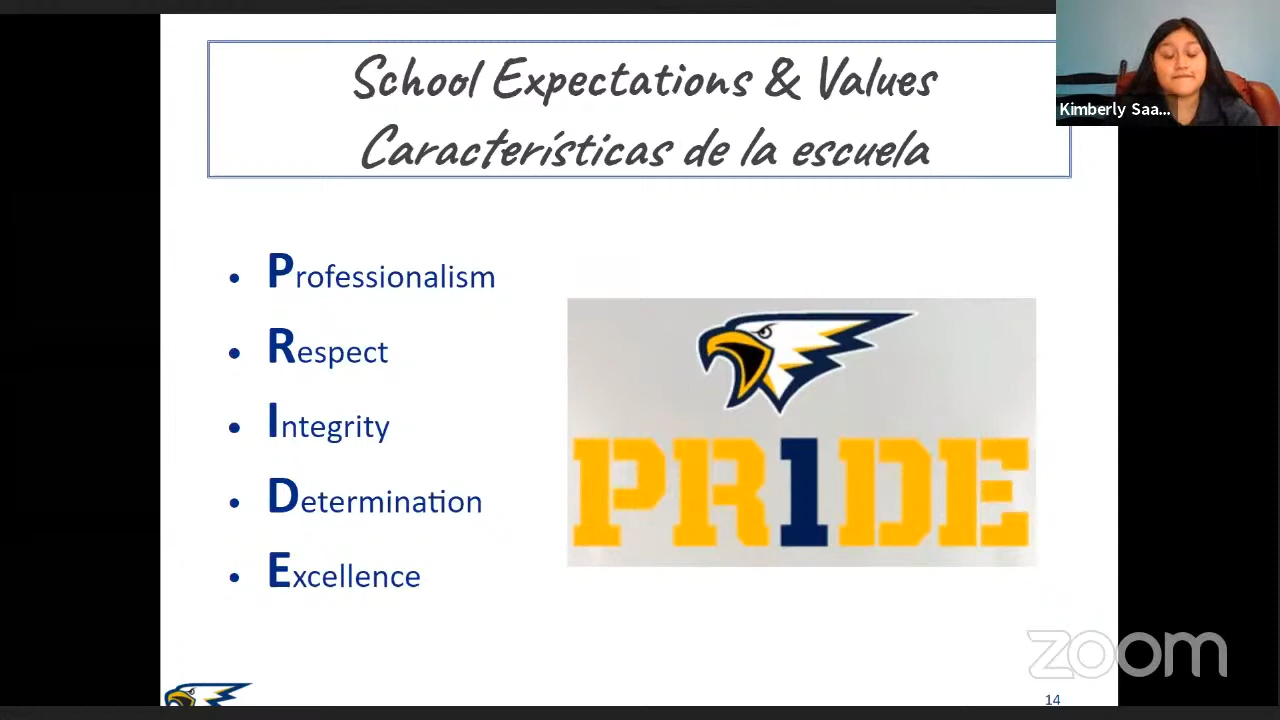 School Expectations & Values
Características de la escuela
Kimberly Saa...
• Professionalism
• Respect
• Integrity
• Determination
• Excellence
PR1DE
zoom
14